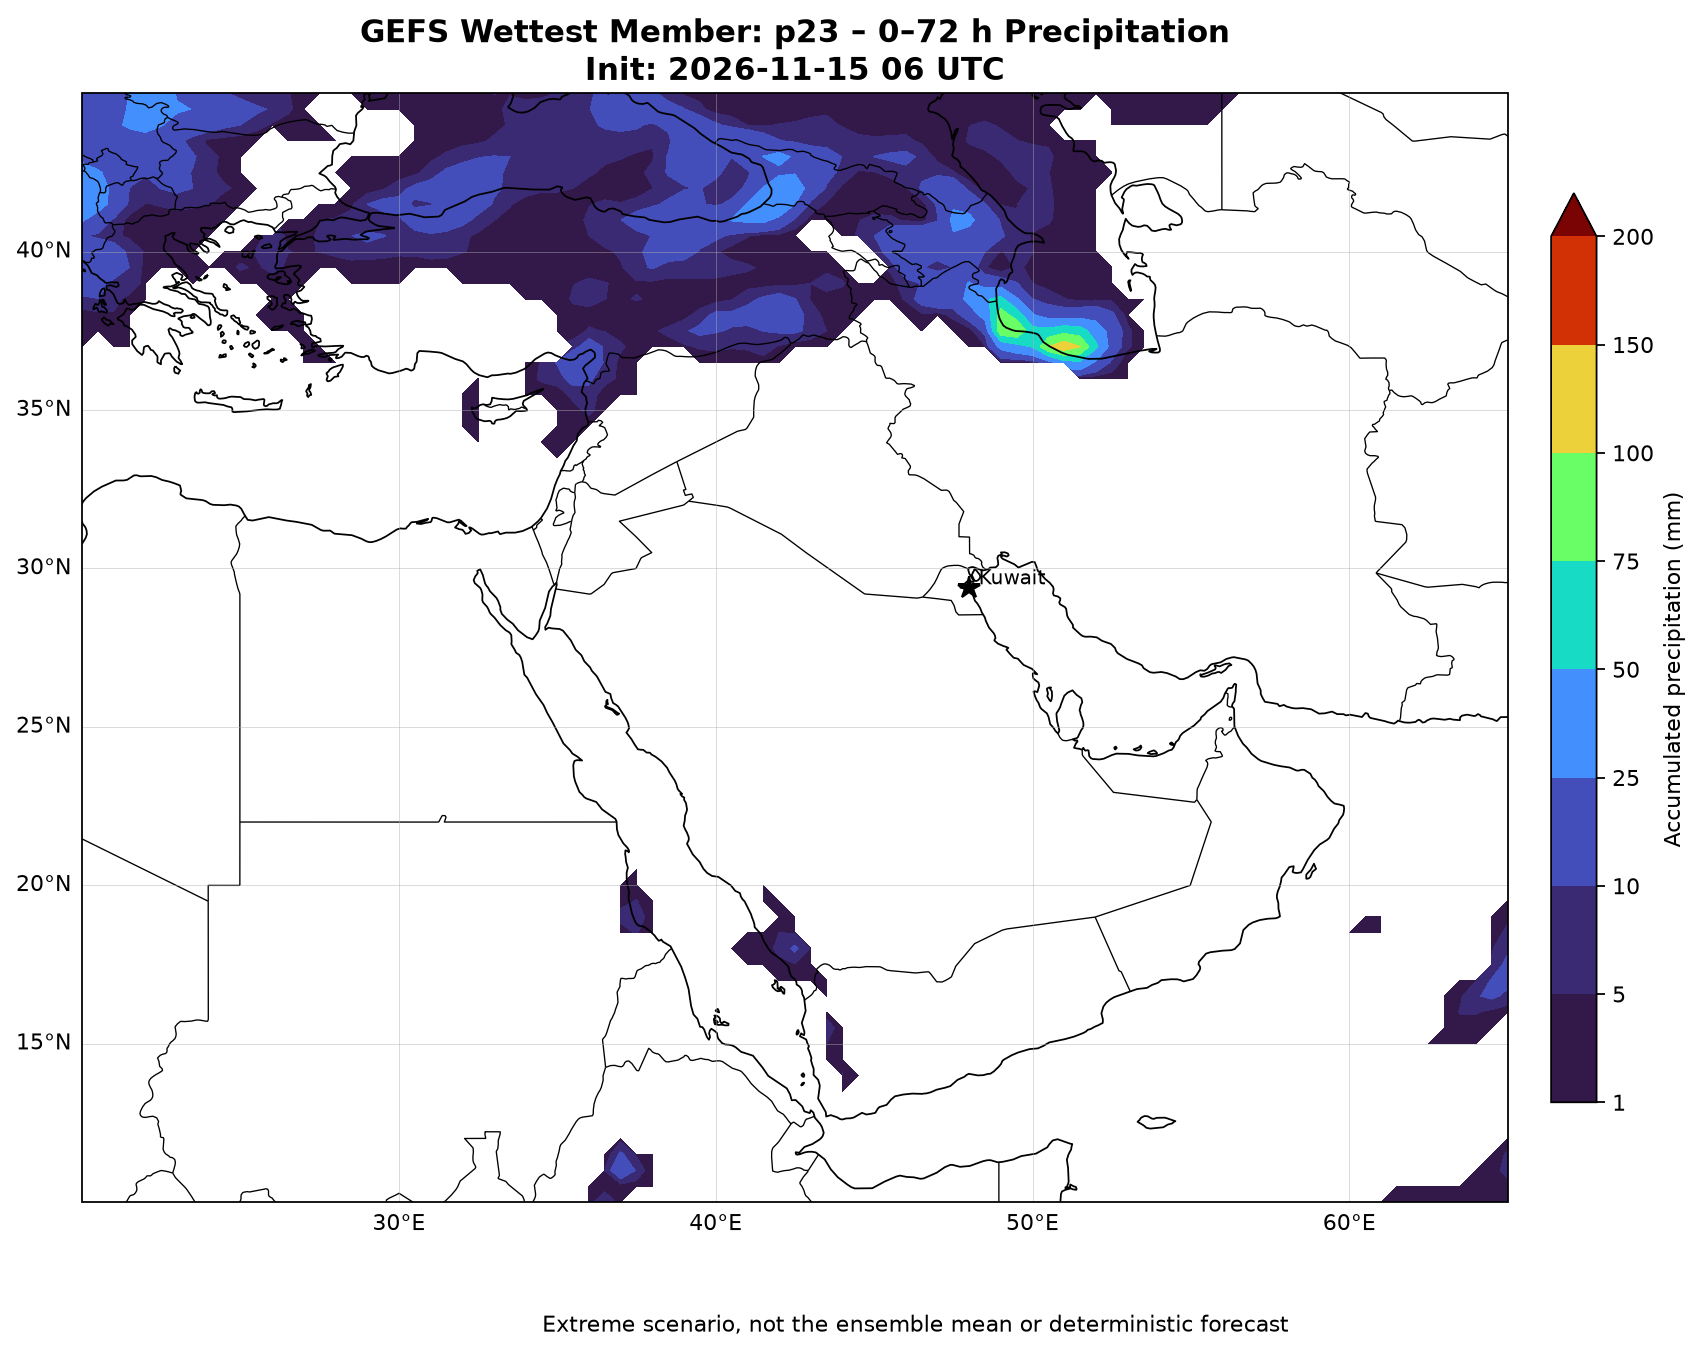 GEFS Wettest Member: p23 – 0–72 h Precipitation
Init: 2026-11-15 06 UTC
40°N
35°N
30°N
25°N
20°N
15°N
Kuwait
30°E
40°E
50°E
60°E
200
150
100
75
50
25
10
5
1
Accumulated precipitation (mm)
Extreme scenario, not the ensemble mean or deterministic forecast